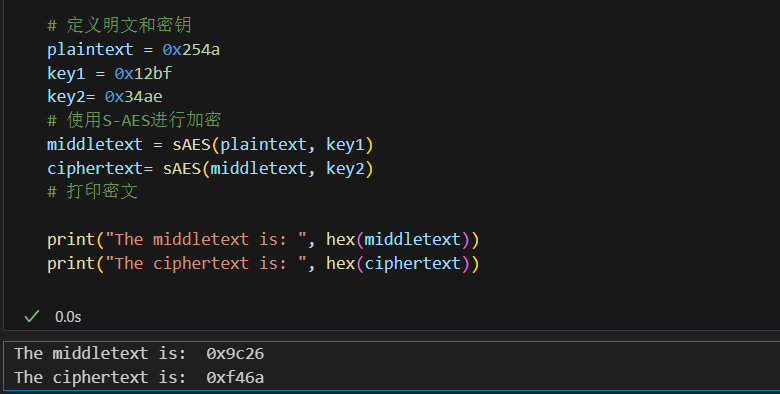 # 定义明文和密钥
plaintext = 0x254a
key1 = 0x12bf
key2= 0x34ae
# 使用S-AES进行加密
middletext = sAES(plaintext, key1)
ciphertext= sAES(middletext, key2)
# 打印密文
print("The middletext is: ", hex(middletext))
print("The ciphertext is: ", hex(ciphertext))
0.0s
The middletext is:  0x9c26
The ciphertext is:  0xf46a